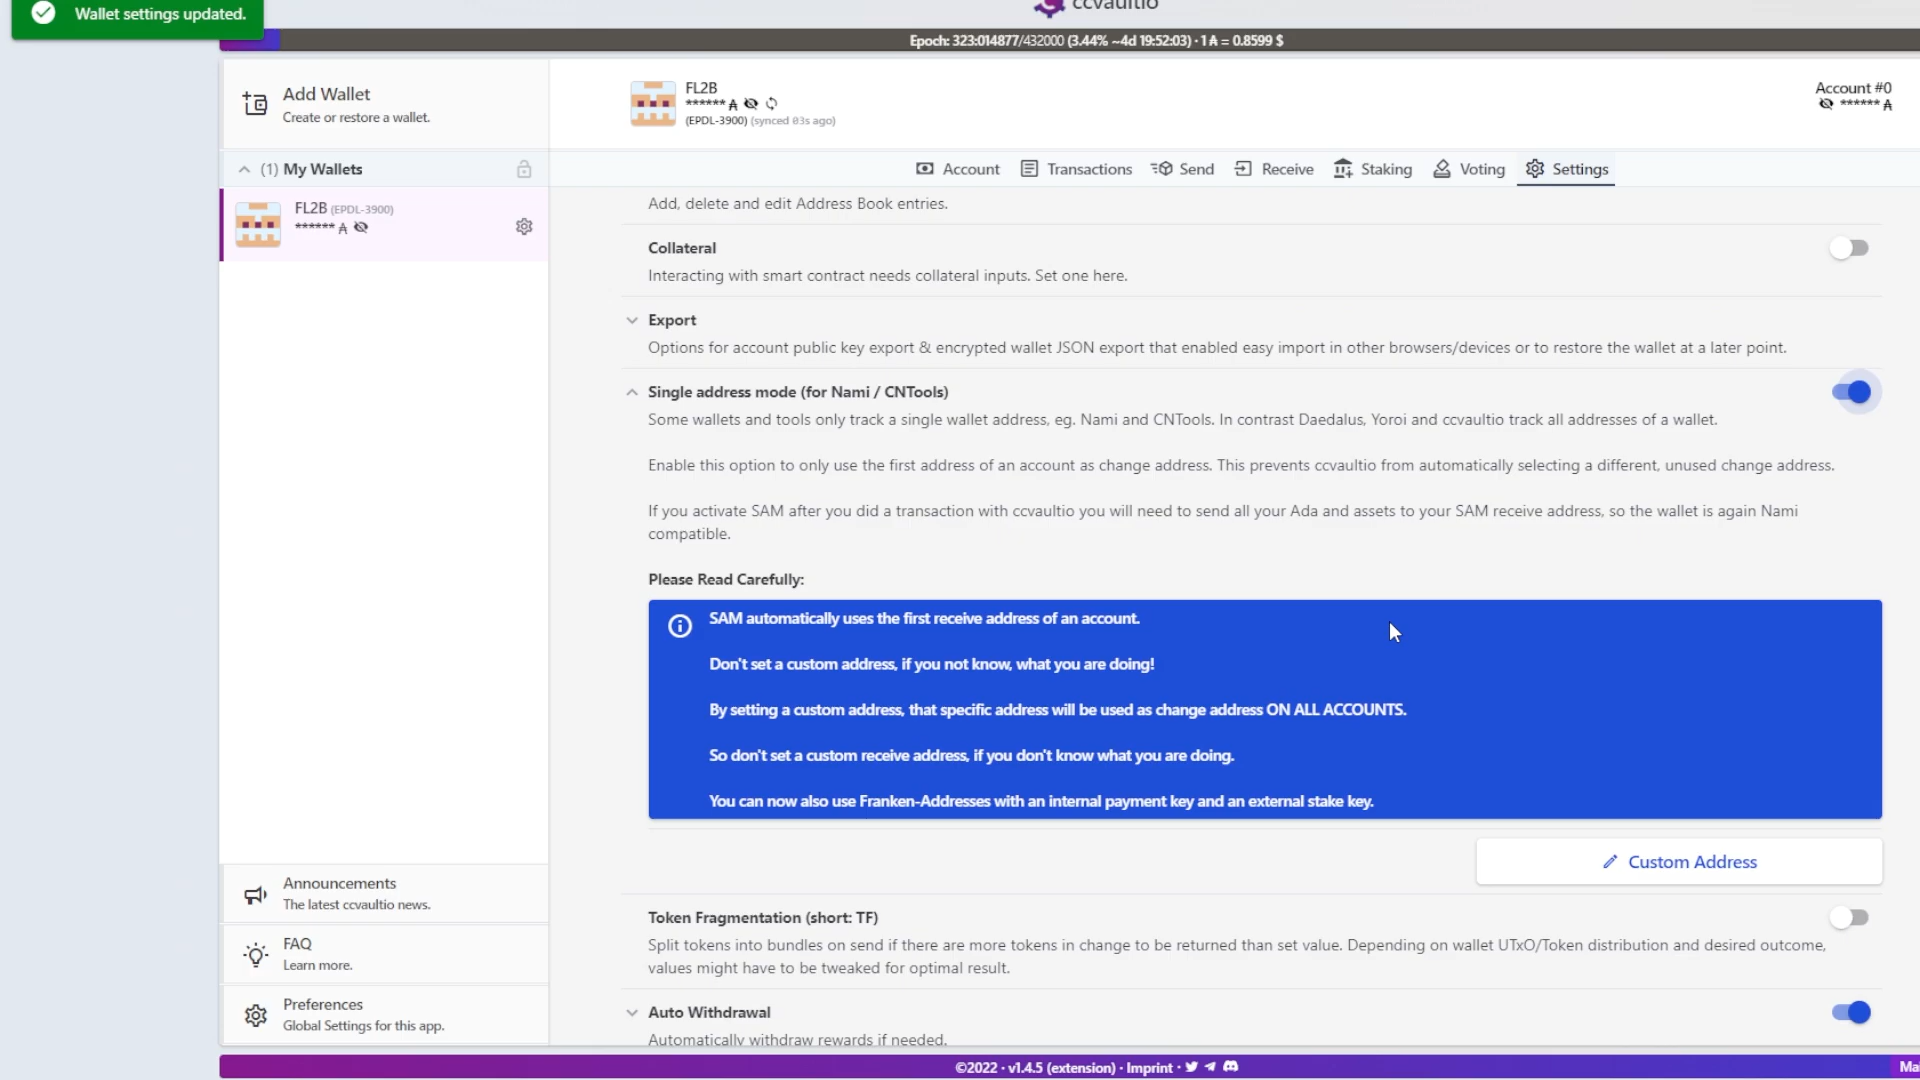 Wallet settings updated.
ccvaultio
Epoch: 323:014877/432000 (3.44% ~4d 19:52:03) · 1 ₳ = 0.8599 $
Add Wallet
Create or restore a wallet.
FL2B
****** ₳
(EPDL-3900) (synced 03s ago)
Account #0
****** ₳
(1) My Wallets
Account
Transactions
Send
Receive
Staking
Voting
Settings
FL2B (EPDL-3900)
****** ₳
Add, delete and edit Address Book entries.
Collateral
Interacting with smart contract needs collateral inputs. Set one here.
Export
Options for account public key export & encrypted wallet JSON export that enabled easy import in other browsers/devices or to restore the wallet at a later point.
Single address mode (for Nami / CNTools)
Some wallets and tools only track a single wallet address, eg. Nami and CNTools. In contrast Daedalus, Yoroi and ccvaultio track all addresses of a wallet.
Enable this option to only use the first address of an account as change address. This prevents ccvaultio from automatically selecting a different, unused change address.
If you activate SAM after you did a transaction with ccvaultio you will need to send all your Ada and assets to your SAM receive address, so the wallet is again Nami
compatible.
Please Read Carefully:
SAM automatically uses the first receive address of an account.
Don't set a custom address, if you not know, what you are doing!
By setting a custom address, that specific address will be used as change address ON ALL ACCOUNTS.
So don't set a custom receive address, if you don't know what you are doing.
You can now also use Franken-Addresses with an internal payment key and an external stake key.
Custom Address
Token Fragmentation (short: TF)
Split tokens into bundles on send if there are more tokens in change to be returned than set value. Depending on wallet UTxO/Token distribution and desired outcome,
values might have to be tweaked for optimal result.
Auto Withdrawal
Automatically withdraw rewards if needed.
Announcements
The latest ccvaultio news.
FAQ
Learn more.
Preferences
Global Settings for this app.
©2022 · v1.4.5 (extension) · Imprint ·